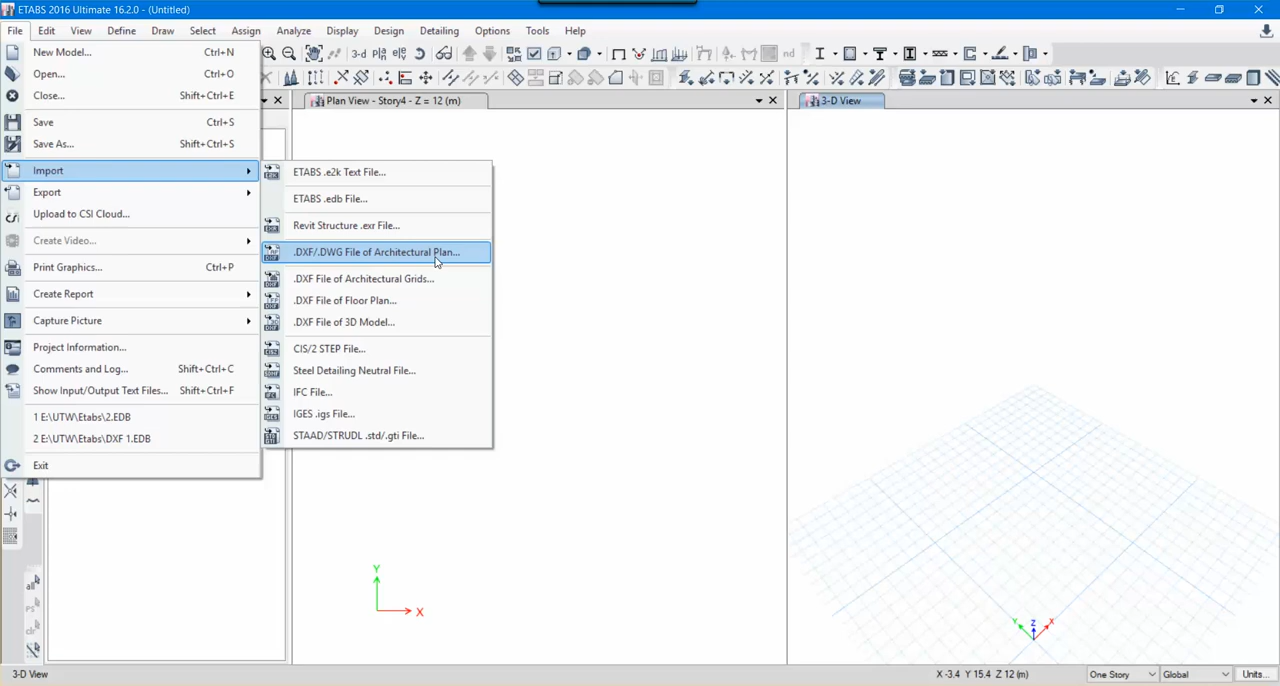 ETABS 2016 Ultimate 16.2.0 - (Untitled)
File Edit View Define Draw Select Assign Analyze Display Design Detailing Options Tools Help
3-d
nd
New Model... Ctrl+N
Open... Ctrl+O
Close... Shift+Ctrl+E
Save Ctrl+S
Save As... Shift+Ctrl+S
Import
Export
Upload to CSI Cloud...
Create Video...
Print Graphics... Ctrl+P
Create Report
Capture Picture
Project Information...
Comments and Log... Shift+Ctrl+C
Show Input/Output Text Files... Shift+Ctrl+F
1 E:\UTW\Etabs\2.EDB
2 E:\UTW\Etabs\DXF 1.EDB
Exit
ETABS .e2k Text File...
ETABS .edb File...
Revit Structure .exr File...
.DXF/.DWG File of Architectural Plan...
.DXF File of Architectural Grids...
.DXF File of Floor Plan...
.DXF File of 3D Model...
CIS/2 STEP File...
Steel Detailing Neutral File...
IFC File...
IGES .igs File...
STAAD/STRUDL .std/.gti File...
Plan View - Story4 - Z = 12 (m)
Y
X
3-D View
Y
Z
X
all
ps
clr
3-D View
X -3.4 Y 15.4 Z 12 (m)
One Story
Global
Units...